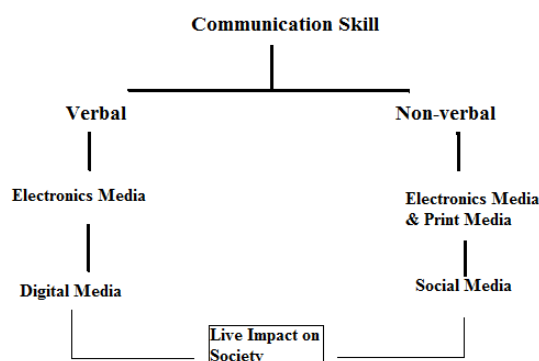 Communication Skill
Verbal
Non-verbal
Electronics Media
Electronics Media
& Print Media
Digital Media
Social Media
Live Impact on
Society